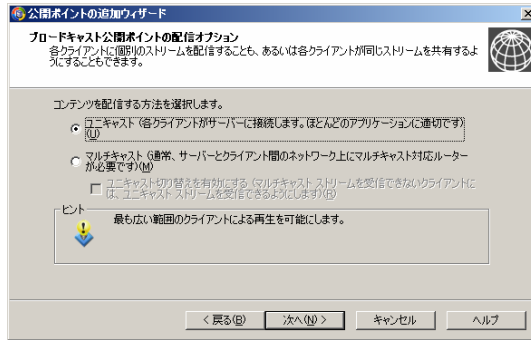 公開ポイントの追加ウィザード
ブロードキャスト公開ポイントの配信オプション
各クライアントに個別のストリームを配信することも、あるいは各クライアントが同じストリームを共有するよ
うにすることもできます。
コンテンツを配信する方法を選択します。
ユニキャスト (各クライアントがサーバーに接続します。ほとんどのアプリケーションに適切です)
(U)
マルチキャスト (通常、サーバーとクライアント間のネットワーク上にマルチキャスト対応ルーター
が必要です)(M)
ユニキャスト切り替えを有効にする (マルチキャスト ストリームを受信できないクライアントに
は、ユニキャスト ストリームを受信できるようにします)(R)
ヒント
最も広い範囲のクライアントによる再生を可能にします。
< 戻る(B)
次へ(N) >
キャンセル
ヘルプ